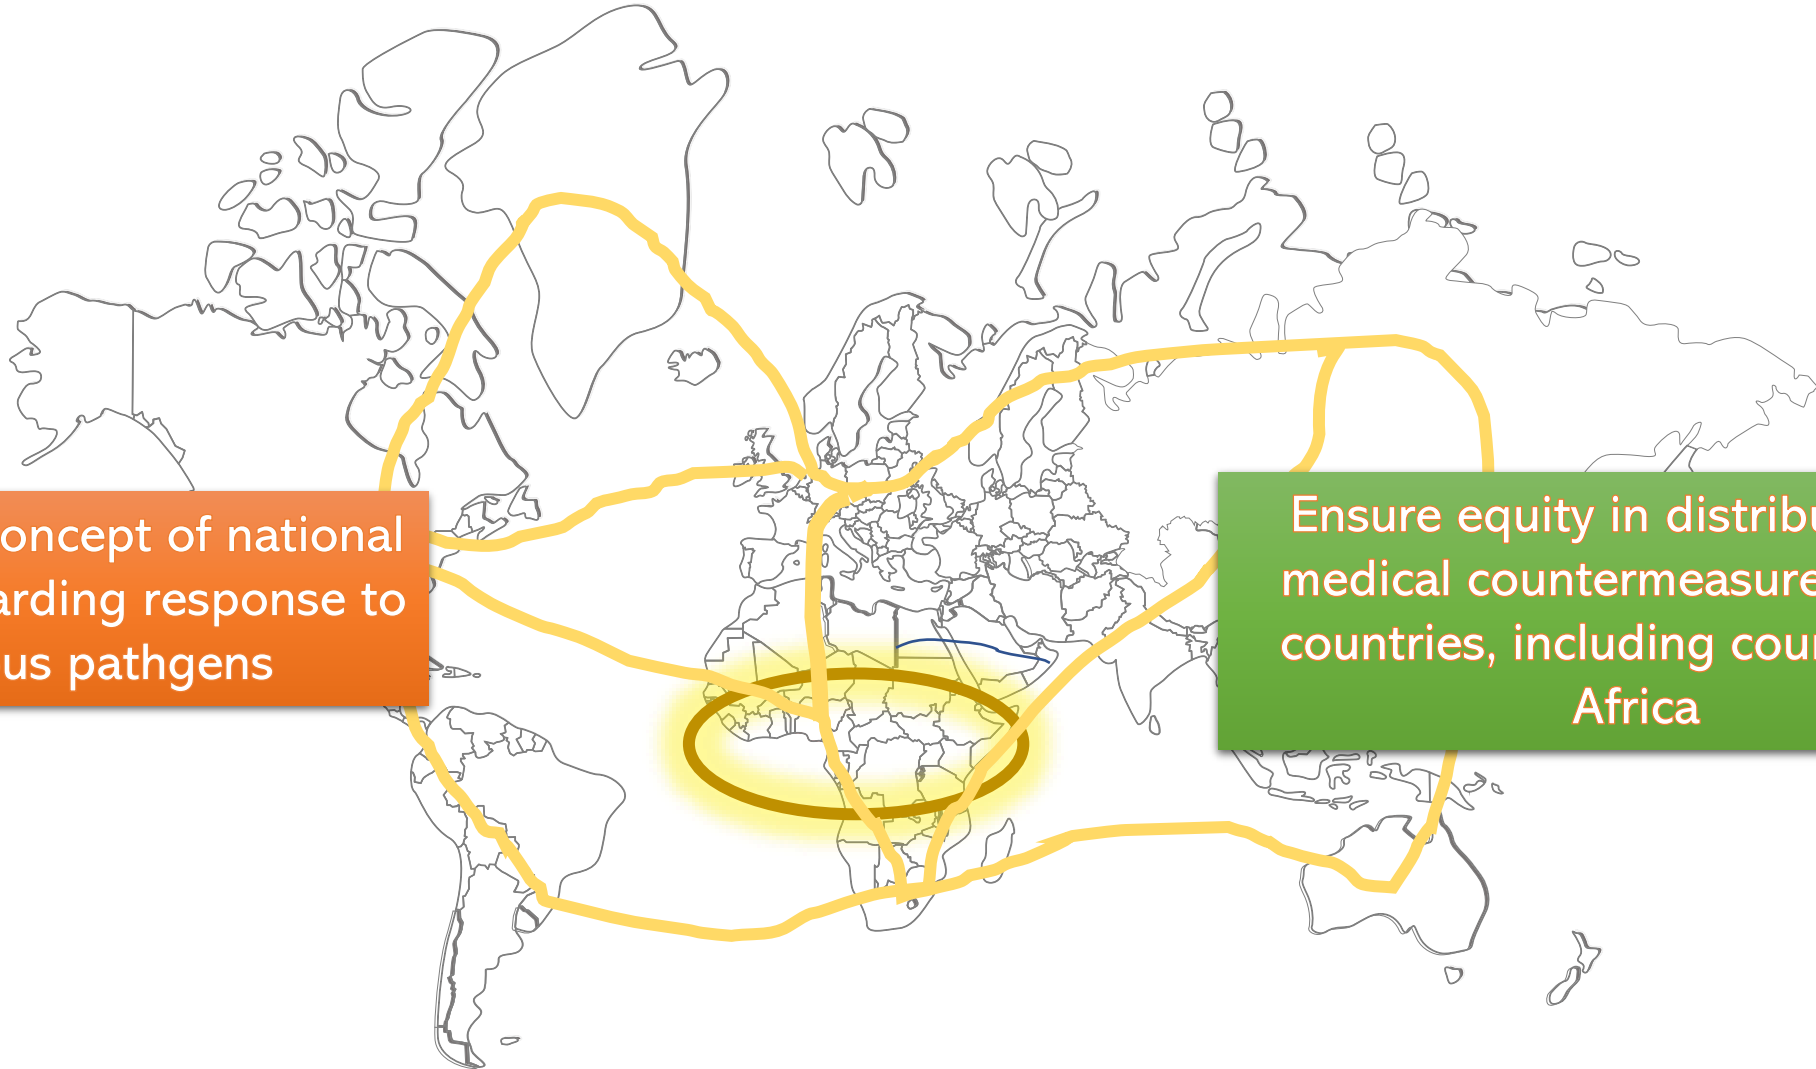 oncept of national
arding response to
us pathgens
Ensure equity in distribu
medical countermeasure
countries, including cou
Africa